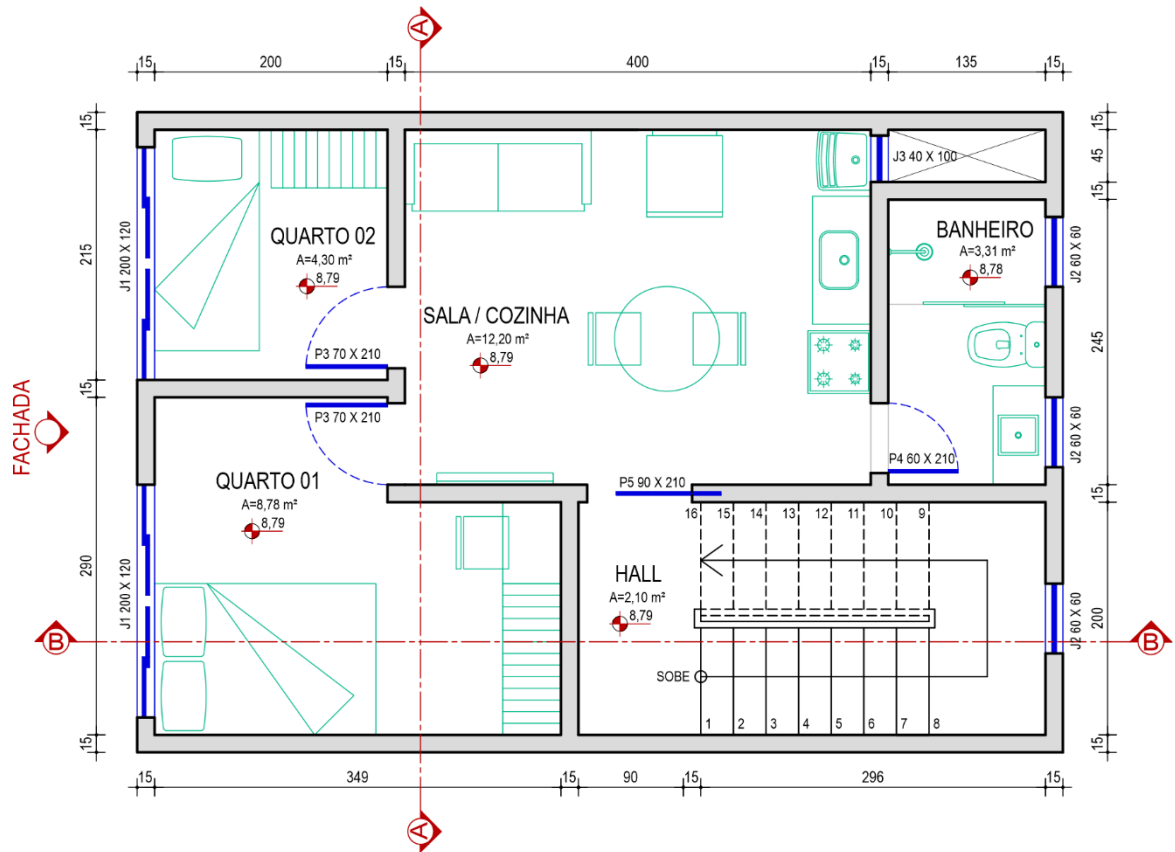 A
15 200 15 400 15 135 15
15
215
15
290
15
J1 200 X 120
QUARTO 02
A=4,30 m²
8,79
P3 70 X 210
SALA / COZINHA
A=12,20 m²
8,79
J3 40 X 100
BANHEIRO
A=3,31 m²
8,78
J2 60 X 60
15
45
15
245
15
200
15
FACHADA
P3 70 X 210
QUARTO 01
A=8,78 m²
8,79
J1 200 X 120
P4 60 X 210
J2 60 X 60
P5 90 X 210
16 15 14 13 12 11 10 9
HALL
A=2,10 m²
8,79
J2 60 X 60
B
B
SOBE
1 2 3 4 5 6 7 8
15 349 15 90 15 296 15
A